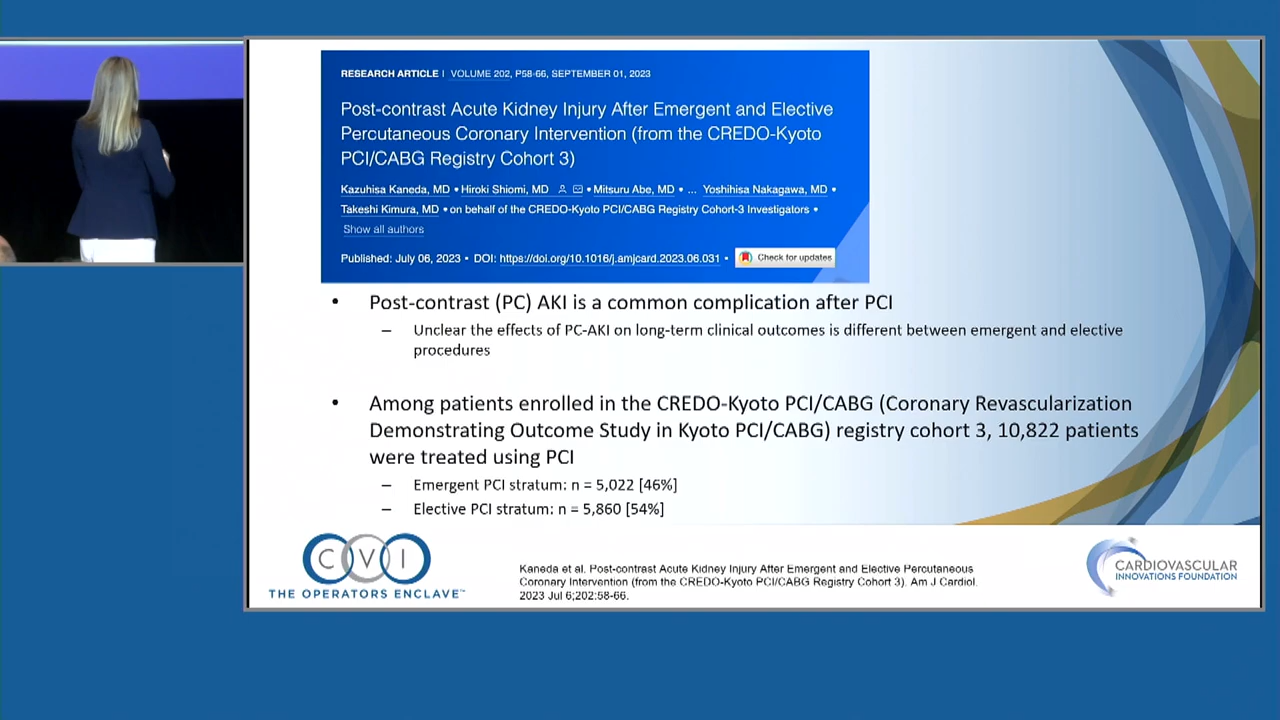 RESEARCH ARTICLE | VOLUME 202, P58-66, SEPTEMBER 01, 2023
Post-contrast Acute Kidney Injury After Emergent and Elective
Percutaneous Coronary Intervention (from the CREDO-Kyoto
PCI/CABG Registry Cohort 3)
Kazuhisa Kaneda, MD • Hiroki Shiomi, MD • Mitsuru Abe, MD • ... Yoshihisa Nakagawa, MD •
Takeshi Kimura, MD • on behalf of the CREDO-Kyoto PCI/CABG Registry Cohort-3 Investigators •
Show all authors
Published: July 06, 2023 • DOI: https://doi.org/10.1016/j.amjcard.2023.06.031 • Check for updates
• Post-contrast (PC) AKI is a common complication after PCI
– Unclear the effects of PC-AKI on long-term clinical outcomes is different between emergent and elective
procedures
• Among patients enrolled in the CREDO-Kyoto PCI/CABG (Coronary Revascularization
Demonstrating Outcome Study in Kyoto PCI/CABG) registry cohort 3, 10,822 patients
were treated using PCI
– Emergent PCI stratum: n = 5,022 [46%]
– Elective PCI stratum: n = 5,860 [54%]
CVI
THE OPERATORS ENCLAVE™
Kaneda et al. Post-contrast Acute Kidney Injury After Emergent and Elective Percutaneous
Coronary Intervention (from the CREDO-Kyoto PCI/CABG Registry Cohort 3). Am J Cardiol.
2023 Jul 6;202:58-66.
CARDIOVASCULAR
INNOVATIONS FOUNDATION